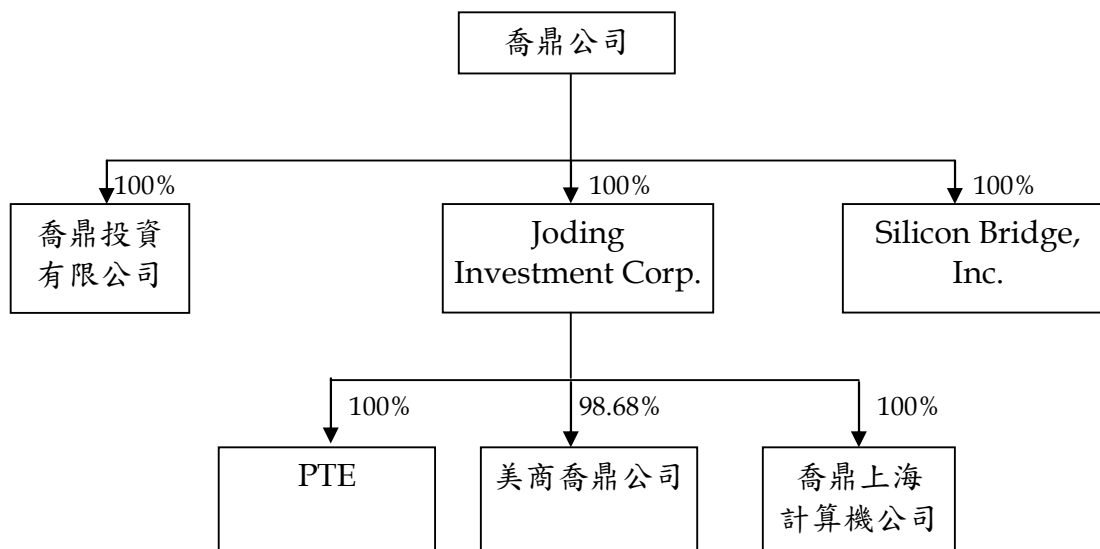 喬鼎公司
100%
100%
100%
喬鼎投資
有限公司
Joding
Investment Corp.
Silicon Bridge,
Inc.
100%
98.68%
100%
PTE
美商喬鼎公司
喬鼎上海
計算機公司